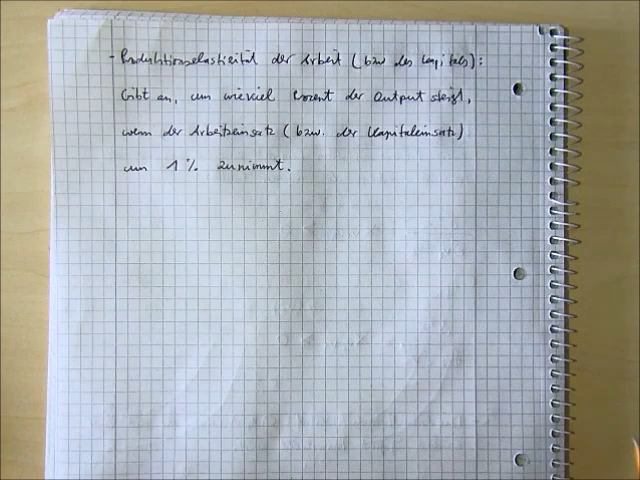 - Produktionselastizität der Arbeit (bzw des Kapitals):
Gibt an, um wieviel Prozent der Output steigt,
wenn der Arbeitseinsatz (bzw. der Kapitaleinsatz)
um 1% zunimmt.